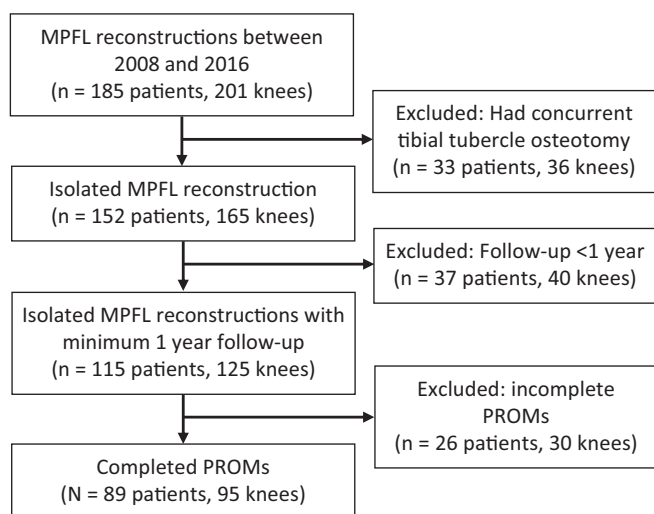 MPFL reconstructions between
2008 and 2016
(n = 185 patients, 201 knees)
Excluded: Had concurrent
tibial tubercle osteotomy
(n = 33 patients, 36 knees)
Isolated MPFL reconstruction
(n = 152 patients, 165 knees)
Excluded: Follow-up <1 year
(n = 37 patients, 40 knees)
Isolated MPFL reconstructions with
minimum 1 year follow-up
(n = 115 patients, 125 knees)
Excluded: incomplete
PROMs
(n = 26 patients, 30 knees)
Completed PROMs
(N = 89 patients, 95 knees)